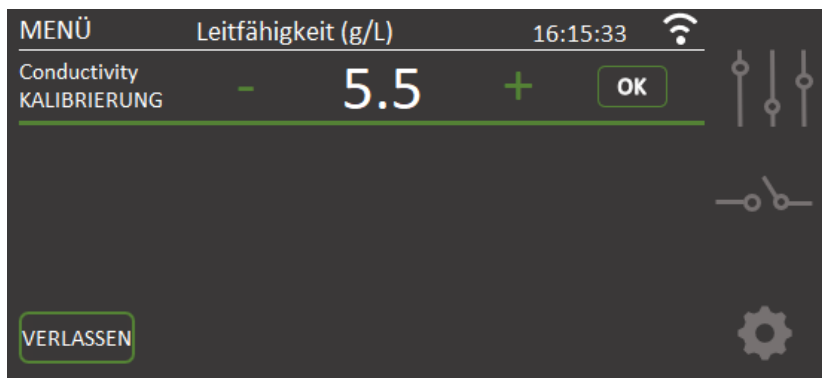 MENÜ Leitfähigkeit (g/L) 16:15:33
Conductivity
KALIBRIERUNG
- 5.5 + OK
VERLASSEN